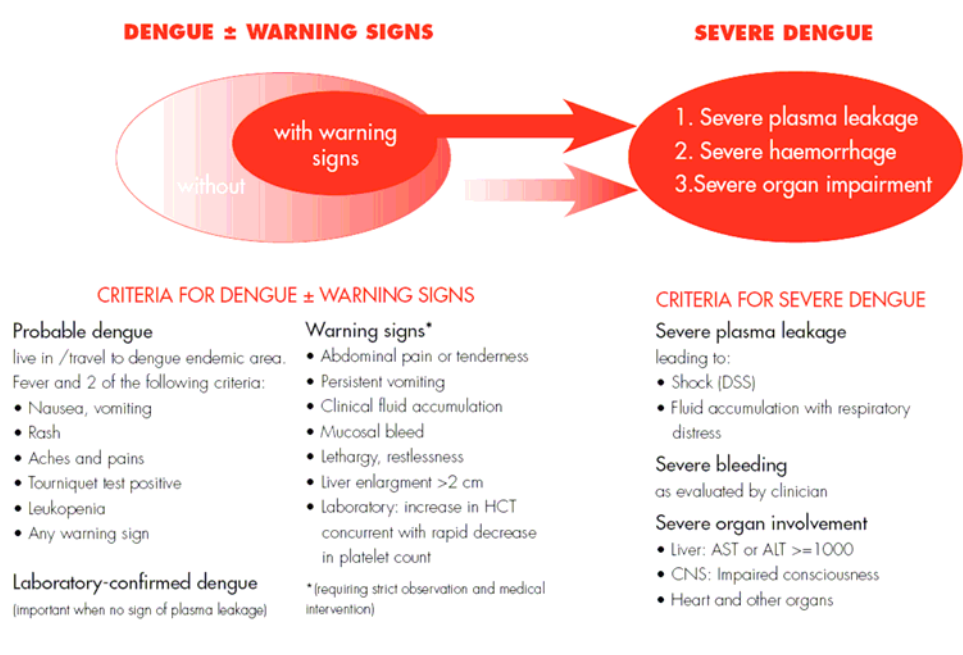 DENGUE ± WARNING SIGNS
SEVERE DENGUE
with warning
signs
without
1. Severe plasma leakage
2. Severe haemorrhage
3.Severe organ impairment
CRITERIA FOR DENGUE ± WARNING SIGNS
Probable dengue
live in /travel to dengue endemic area.
Fever and 2 of the following criteria:
• Nausea, vomiting
• Rash
• Aches and pains
• Tourniquet test positive
• Leukopenia
• Any warning sign
Laboratory-confirmed dengue
(important when no sign of plasma leakage)
Warning signs*
• Abdominal pain or tenderness
• Persistent vomiting
• Clinical fluid accumulation
• Mucosal bleed
• Lethargy, restlessness
• Liver enlargment >2 cm
• Laboratory: increase in HCT
concurrent with rapid decrease
in platelet count
*(requiring strict observation and medical
intervention)
CRITERIA FOR SEVERE DENGUE
Severe plasma leakage
leading to:
• Shock (DSS)
• Fluid accumulation with respiratory
distress
Severe bleeding
as evaluated by clinician
Severe organ involvement
• Liver: AST or ALT >=1000
• CNS: Impaired consciousness
• Heart and other organs